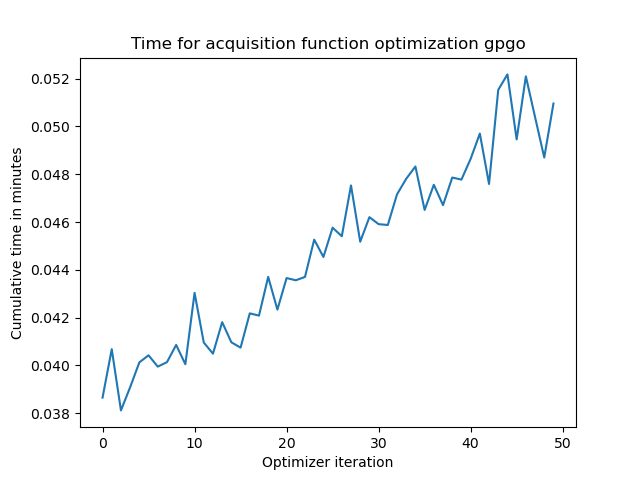 Time for acquisition function optimization gpgo
0.052
0.050
0.048
0.046
0.044
0.042
0.040
0.038
Cumulative time in minutes
0 10 20 30 40 50
Optimizer iteration